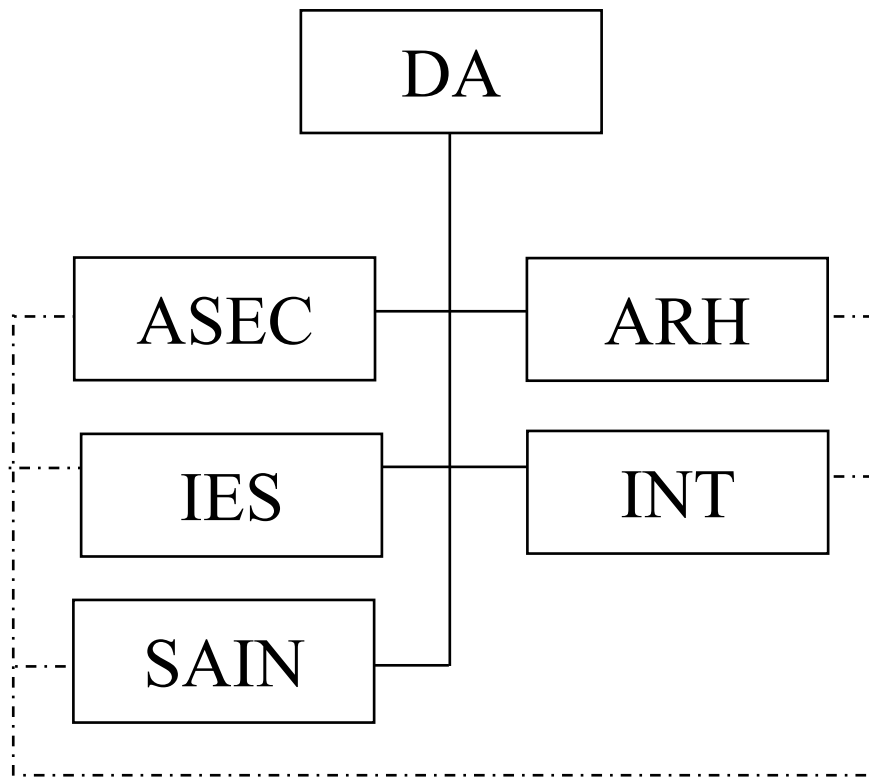 DA
ASEC
ARH
IES
INT
SAIN